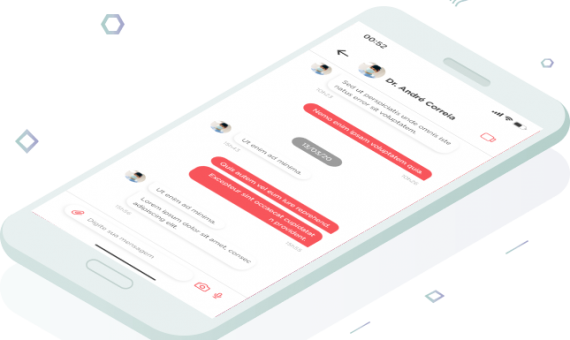 00:52
Dr. André Correia
Sed ut perspiciatis unde omnis iste
natus error sit voluptatem
Nemo enim ipsam voluptatem quia
13/03/20
Ut enim ad minima
Quis autem vel eum iure reprehend.
Excepteur sint occaecat cupidatat
n proident.
Ut enim ad minima
Lorem ipsum dolor sit amet, consec
adipiscing elit
Digite sua mensagem